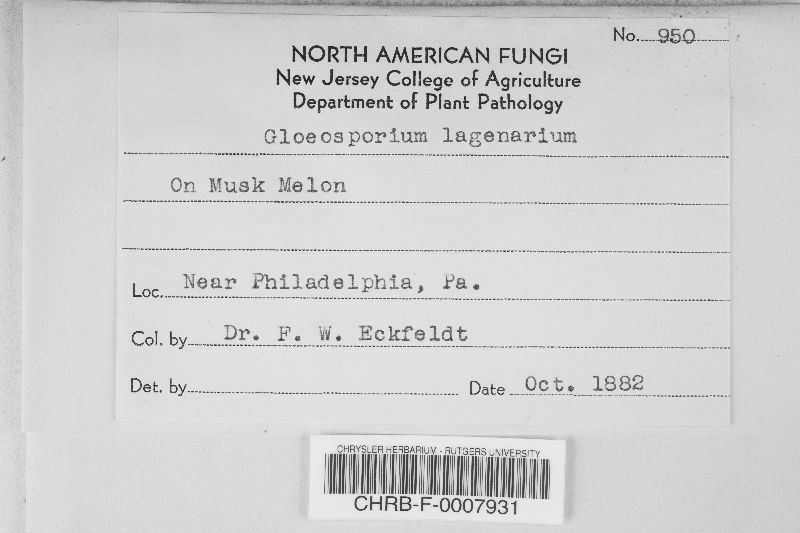 No. 950
NORTH AMERICAN FUNGI
New Jersey College of Agriculture
Department of Plant Pathology
Gloeosporium lagenarium
On Musk Melon
Loc. Near Philadelphia, Pa.
Col. by Dr. F. W. Eckfeldt
Det. by Date Oct. 1882
CHRYSLER HERBARIUM - RUTGERS UNIVERSITY
CHRB-F-0007931